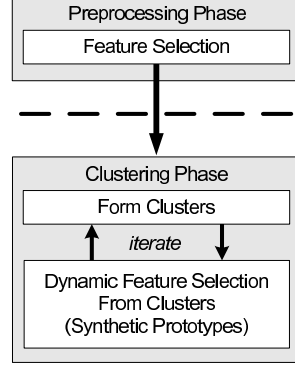 Preprocessing Phase
Feature Selection
Clustering Phase
Form Clusters
iterate
Dynamic Feature Selection
From Clusters
(Synthetic Prototypes)